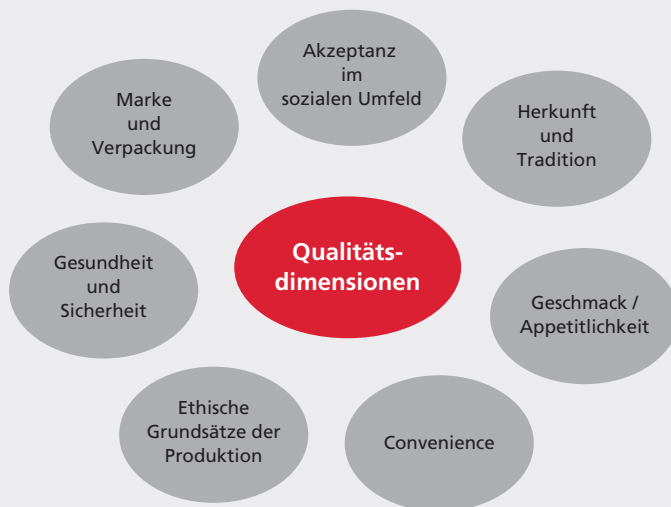 Akzeptanz
im
sozialen Umfeld
Marke
und
Verpackung
Herkunft
und
Tradition
Qualitäts-
dimensionen
Gesundheit
und
Sicherheit
Geschmack /
Appetitlichkeit
Ethische
Grundsätze der
Produktion
Convenience